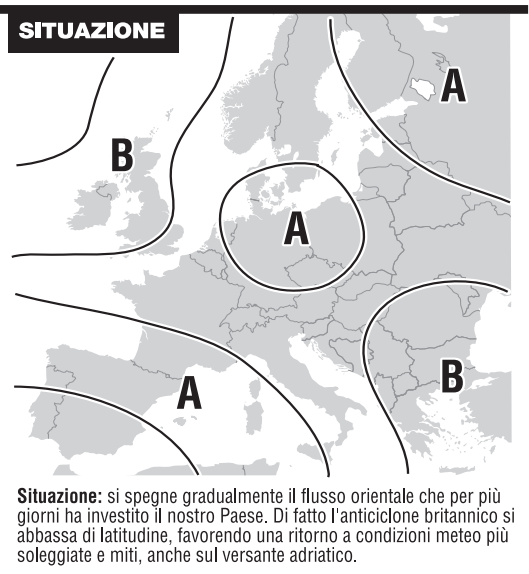 SITUAZIONE
A
B
A
A
B
Situazione: si spegne gradualmente il flusso orientale che per più
giorni ha investito il nostro Paese. Di fatto l'anticiclone britannico si
abbassa di latitudine, favorendo una ritorno a condizioni meteo più
soleggiate e miti, anche sul versante adriatico.